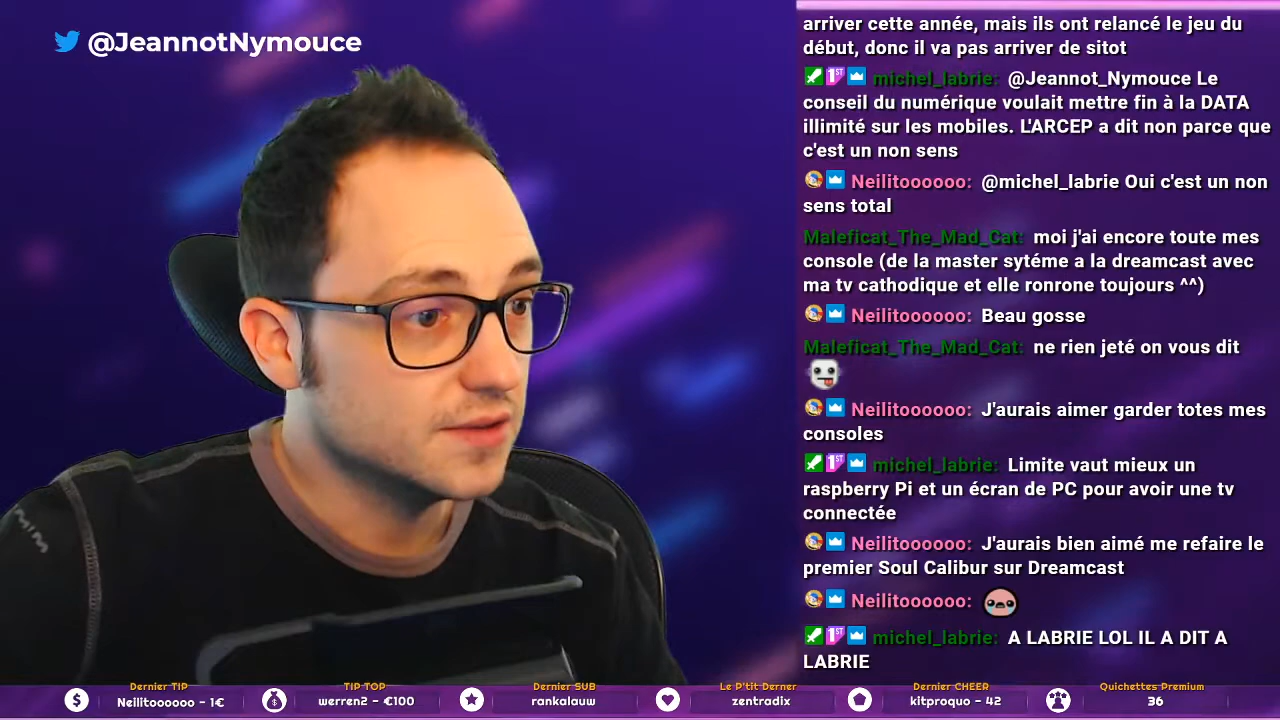 @JeannotNymouce
arriver cette année, mais ils ont relancé le jeu du
début, donc il va pas arriver de sitot
michel_labrie: @Jeannot_Nymouce Le
conseil du numérique voulait mettre fin à la DATA
illimité sur les mobiles. L'ARCEP a dit non parce que
c'est un non sens
Neilitoooooo: @michel_labrie Oui c'est un non
sens total
Maleficat_The_Mad_Cat: moi j'ai encore toute mes
console (de la master sytéme a la dreamcast avec
ma tv cathodique et elle ronrone toujours ^^)
Neilitoooooo: Beau gosse
Maleficat_The_Mad_Cat: ne rien jeté on vous dit
Neilitoooooo: J'aurais aimer garder totes mes
consoles
michel_labrie: Limite vaut mieux un
raspberry Pi et un écran de PC pour avoir une tv
connectée
Neilitoooooo: J'aurais bien aimé me refaire le
premier Soul Calibur sur Dreamcast
Neilitoooooo:
michel_labrie: A LABRIE LOL IL A DIT A
LABRIE
Dernier TIP
Neilitoooooo - 1€
TIP TOP
werren2 - €100
Dernier SUB
rankalauw
Le P'tit Derner
zentradix
Dernier CHEER
kitproquo - 42
Quichettes Premium
36